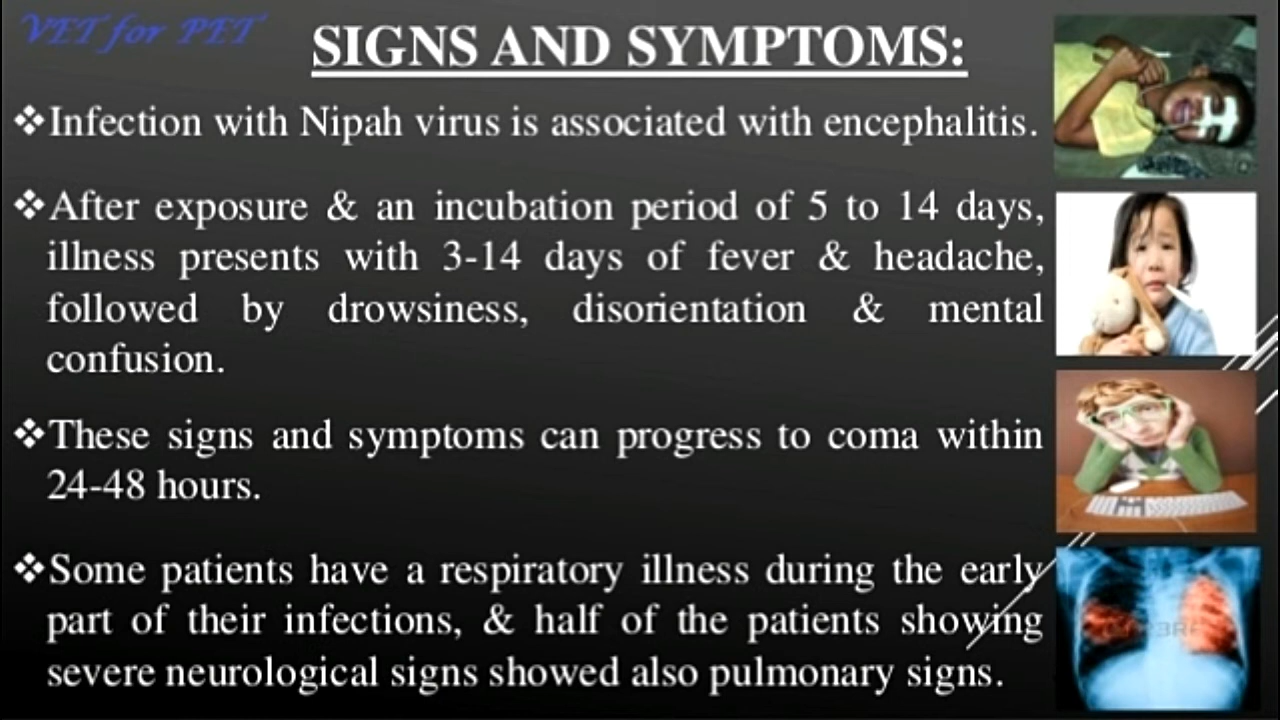 VET for PET
SIGNS AND SYMPTOMS:
❖Infection with Nipah virus is associated with encephalitis.
❖After exposure & an incubation period of 5 to 14 days,
illness presents with 3-14 days of fever & headache,
followed by drowsiness, disorientation & mental
confusion.
❖These signs and symptoms can progress to coma within
24-48 hours.
❖Some patients have a respiratory illness during the early
part of their infections, & half of the patients showing
severe neurological signs showed also pulmonary signs.